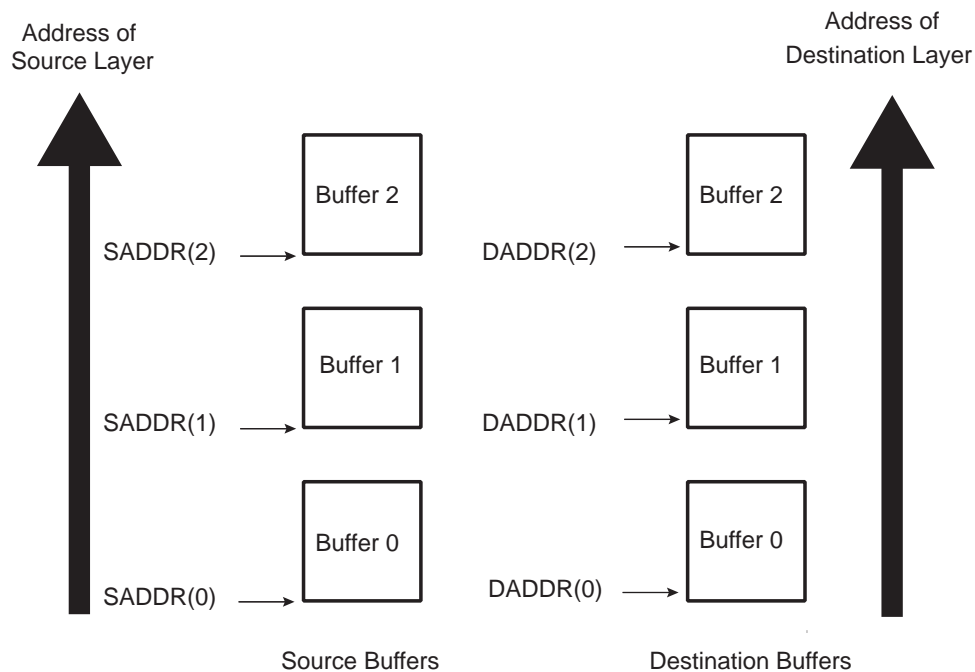 Address of
Source Layer
Address of
Destination Layer
Buffer 2
Buffer 2
SADDR(2)
DADDR(2)
Buffer 1
Buffer 1
SADDR(1)
DADDR(1)
Buffer 0
Buffer 0
SADDR(0)
DADDR(0)
Source Buffers
Destination Buffers